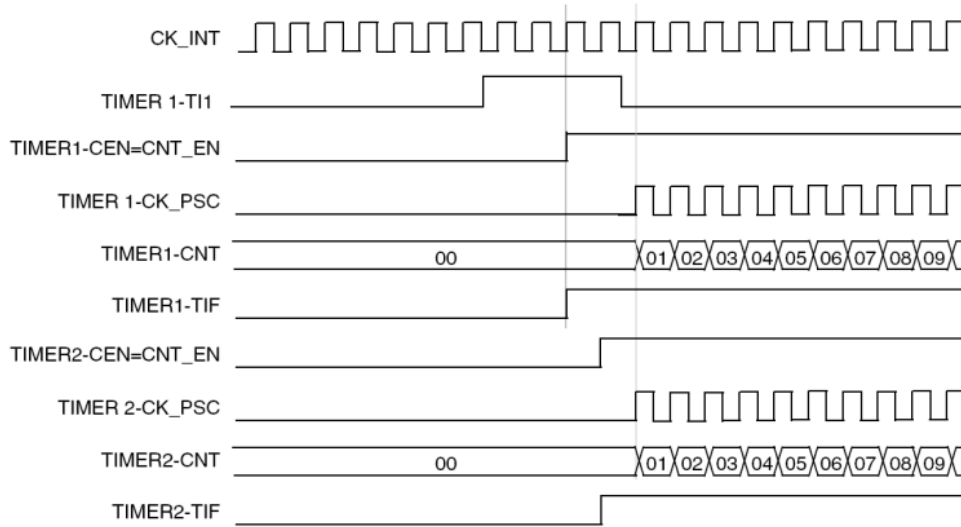 CK_INT
TIMER 1-TI1
TIMER1-CEN=CNT_EN
TIMER 1-CK_PSC
TIMER1-CNT 00 01 02 03 04 05 06 07 08 09
TIMER1-TIF
TIMER2-CEN=CNT_EN
TIMER 2-CK_PSC
TIMER2-CNT 00 01 02 03 04 05 06 07 08 09
TIMER2-TIF